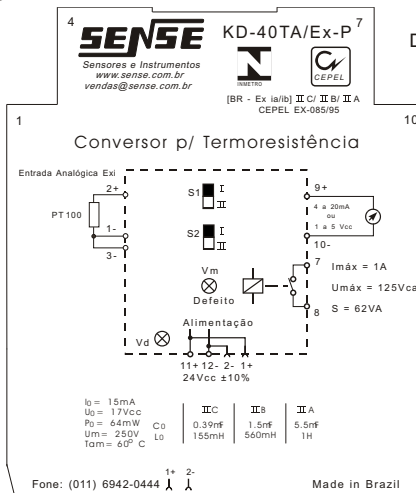 4
7
SENSE
KD-40TA/Ex-P
Sensores e Instrumentos
www.sense.com.br
vendas@sense.com.br
INMETRO
CEPEL
[BR - Ex ia/ib] II C/ II B/ II A
CEPEL EX-085/95
1
10
Conversor p/ Termoresistência
Entrada Analógica Exi
2+
PT100
1-
3-
S1 I II
S2 I II
9+
4 a 20mA
ou
1 a 5 Vcc
10-
Vm
Defeito
7
8
Imáx = 1A
Umáx = 125Vca
S = 62VA
Vd
Alimentação
11+ 12- 2- 1+
24Vcc ±10%
I0 = 15mA
U0 = 17Vcc
P0 = 64mW
Um = 250V
Tam= 60° C
II C II B II A
C0 0.39mF 1.5mF 5.5mF
L0 155mH 560mH 1H
Fone: (011) 6942-0444 1+ 2-
Made in Brazil